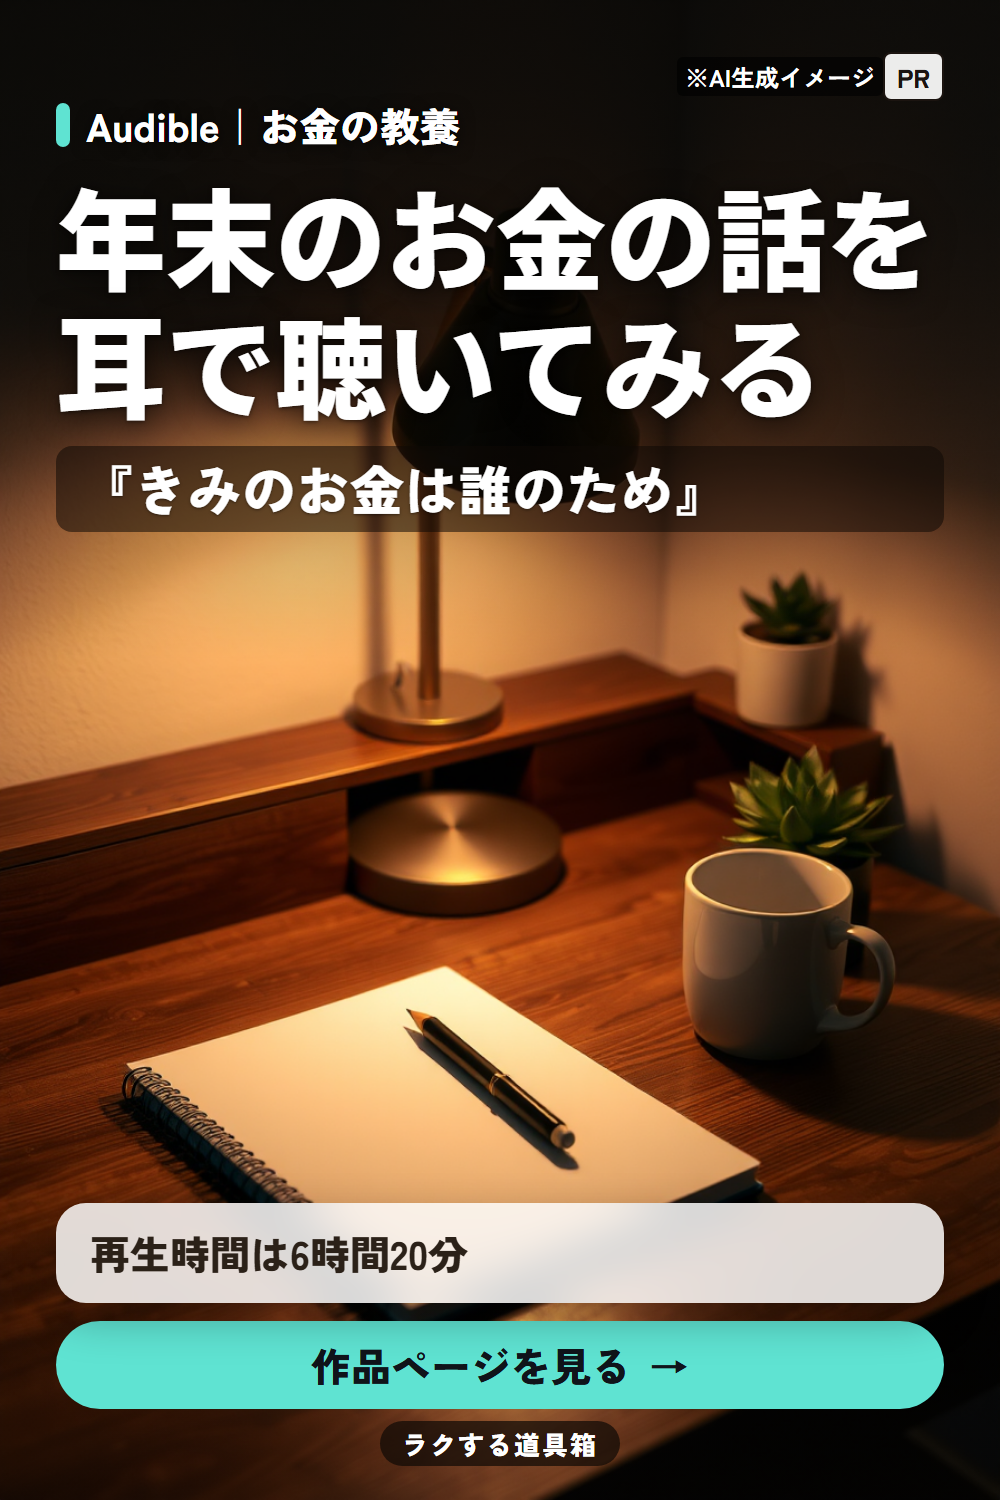 ※AI生成イメージ PR
Audible｜お金の教養
年末のお金の話を
耳で聴いてみる
『きみのお金は誰のため』
再生時間は6時間20分
作品ページを見る →
ラクする道具箱